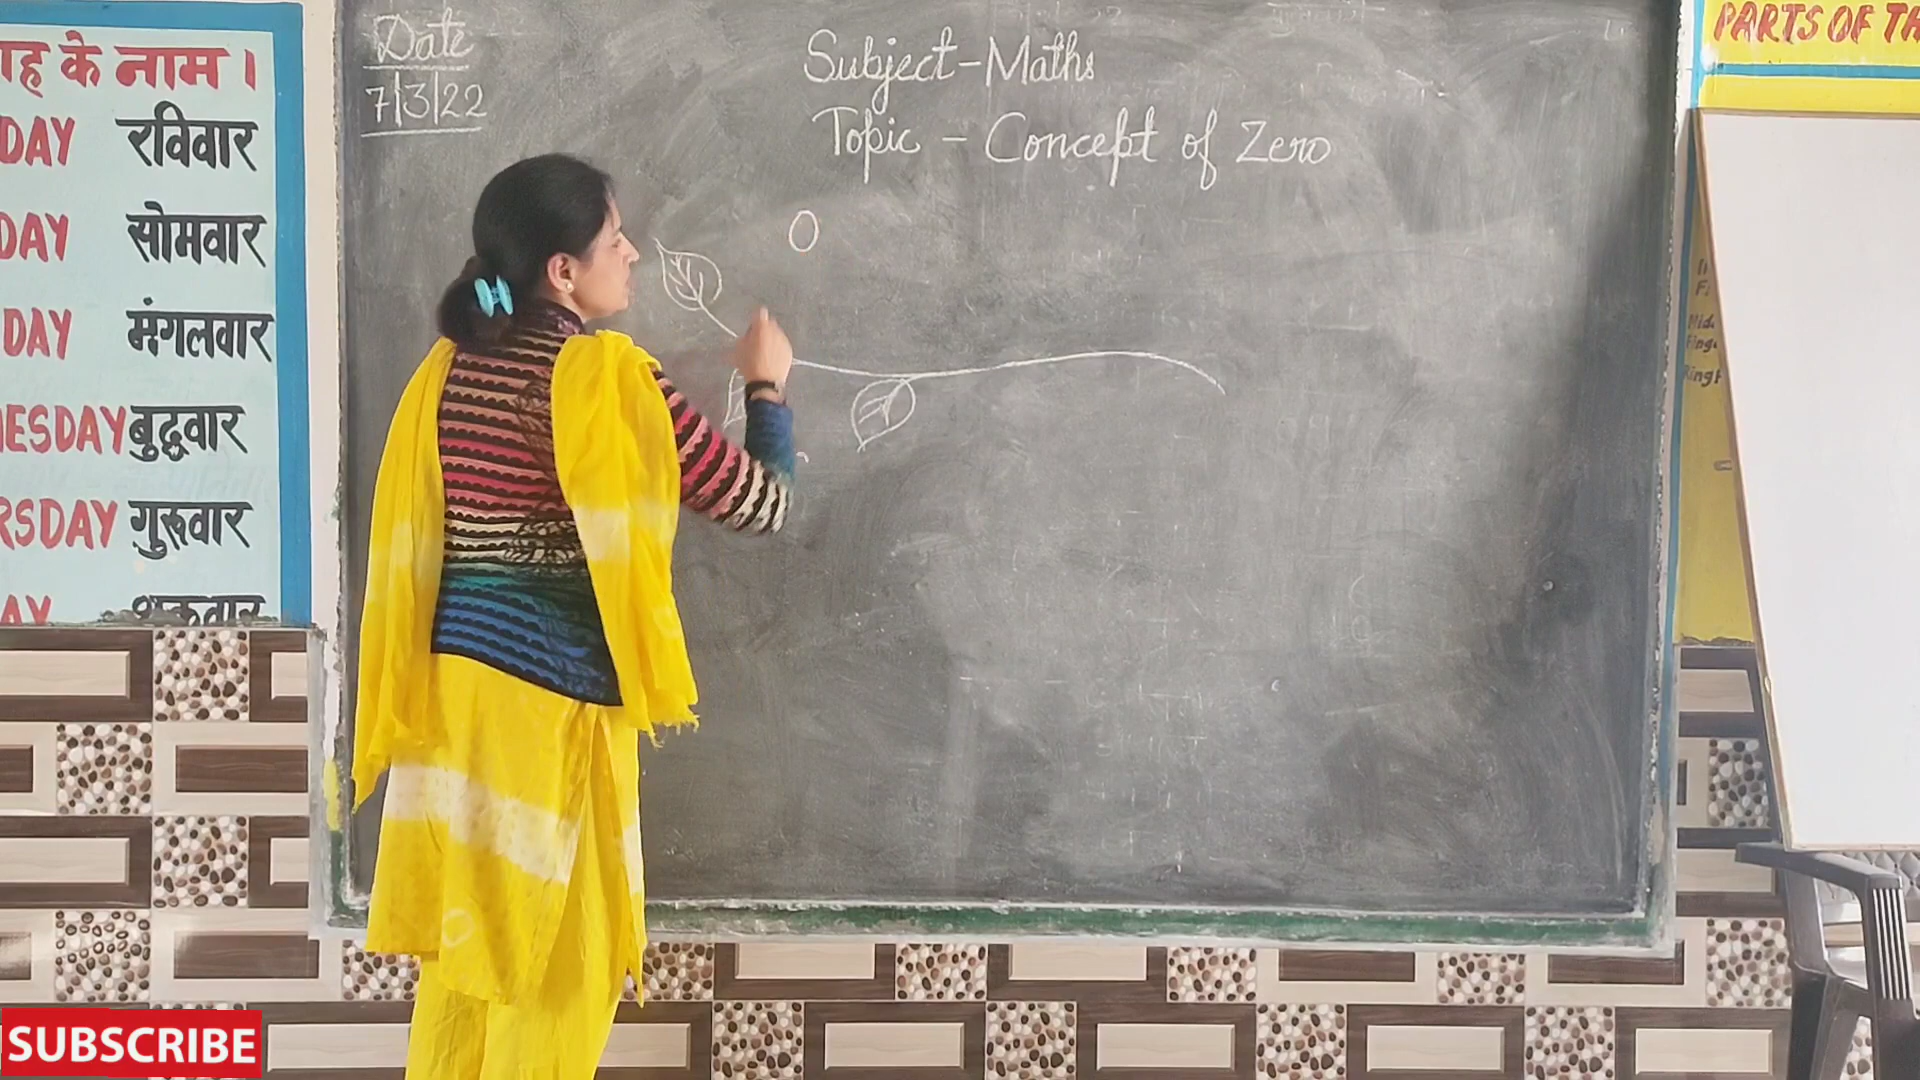 ाह के नाम ।
DAY रविवार
DAY सोमवार
DAY मंगलवार
NESDAY बुद्धवार
RSDAY गुरूवार
AY शुक्रवार
Date
7/3/22
Subject-Maths
Topic - Concept of Zero
0
PARTS OF TH
Ring F
SUBSCRIBE